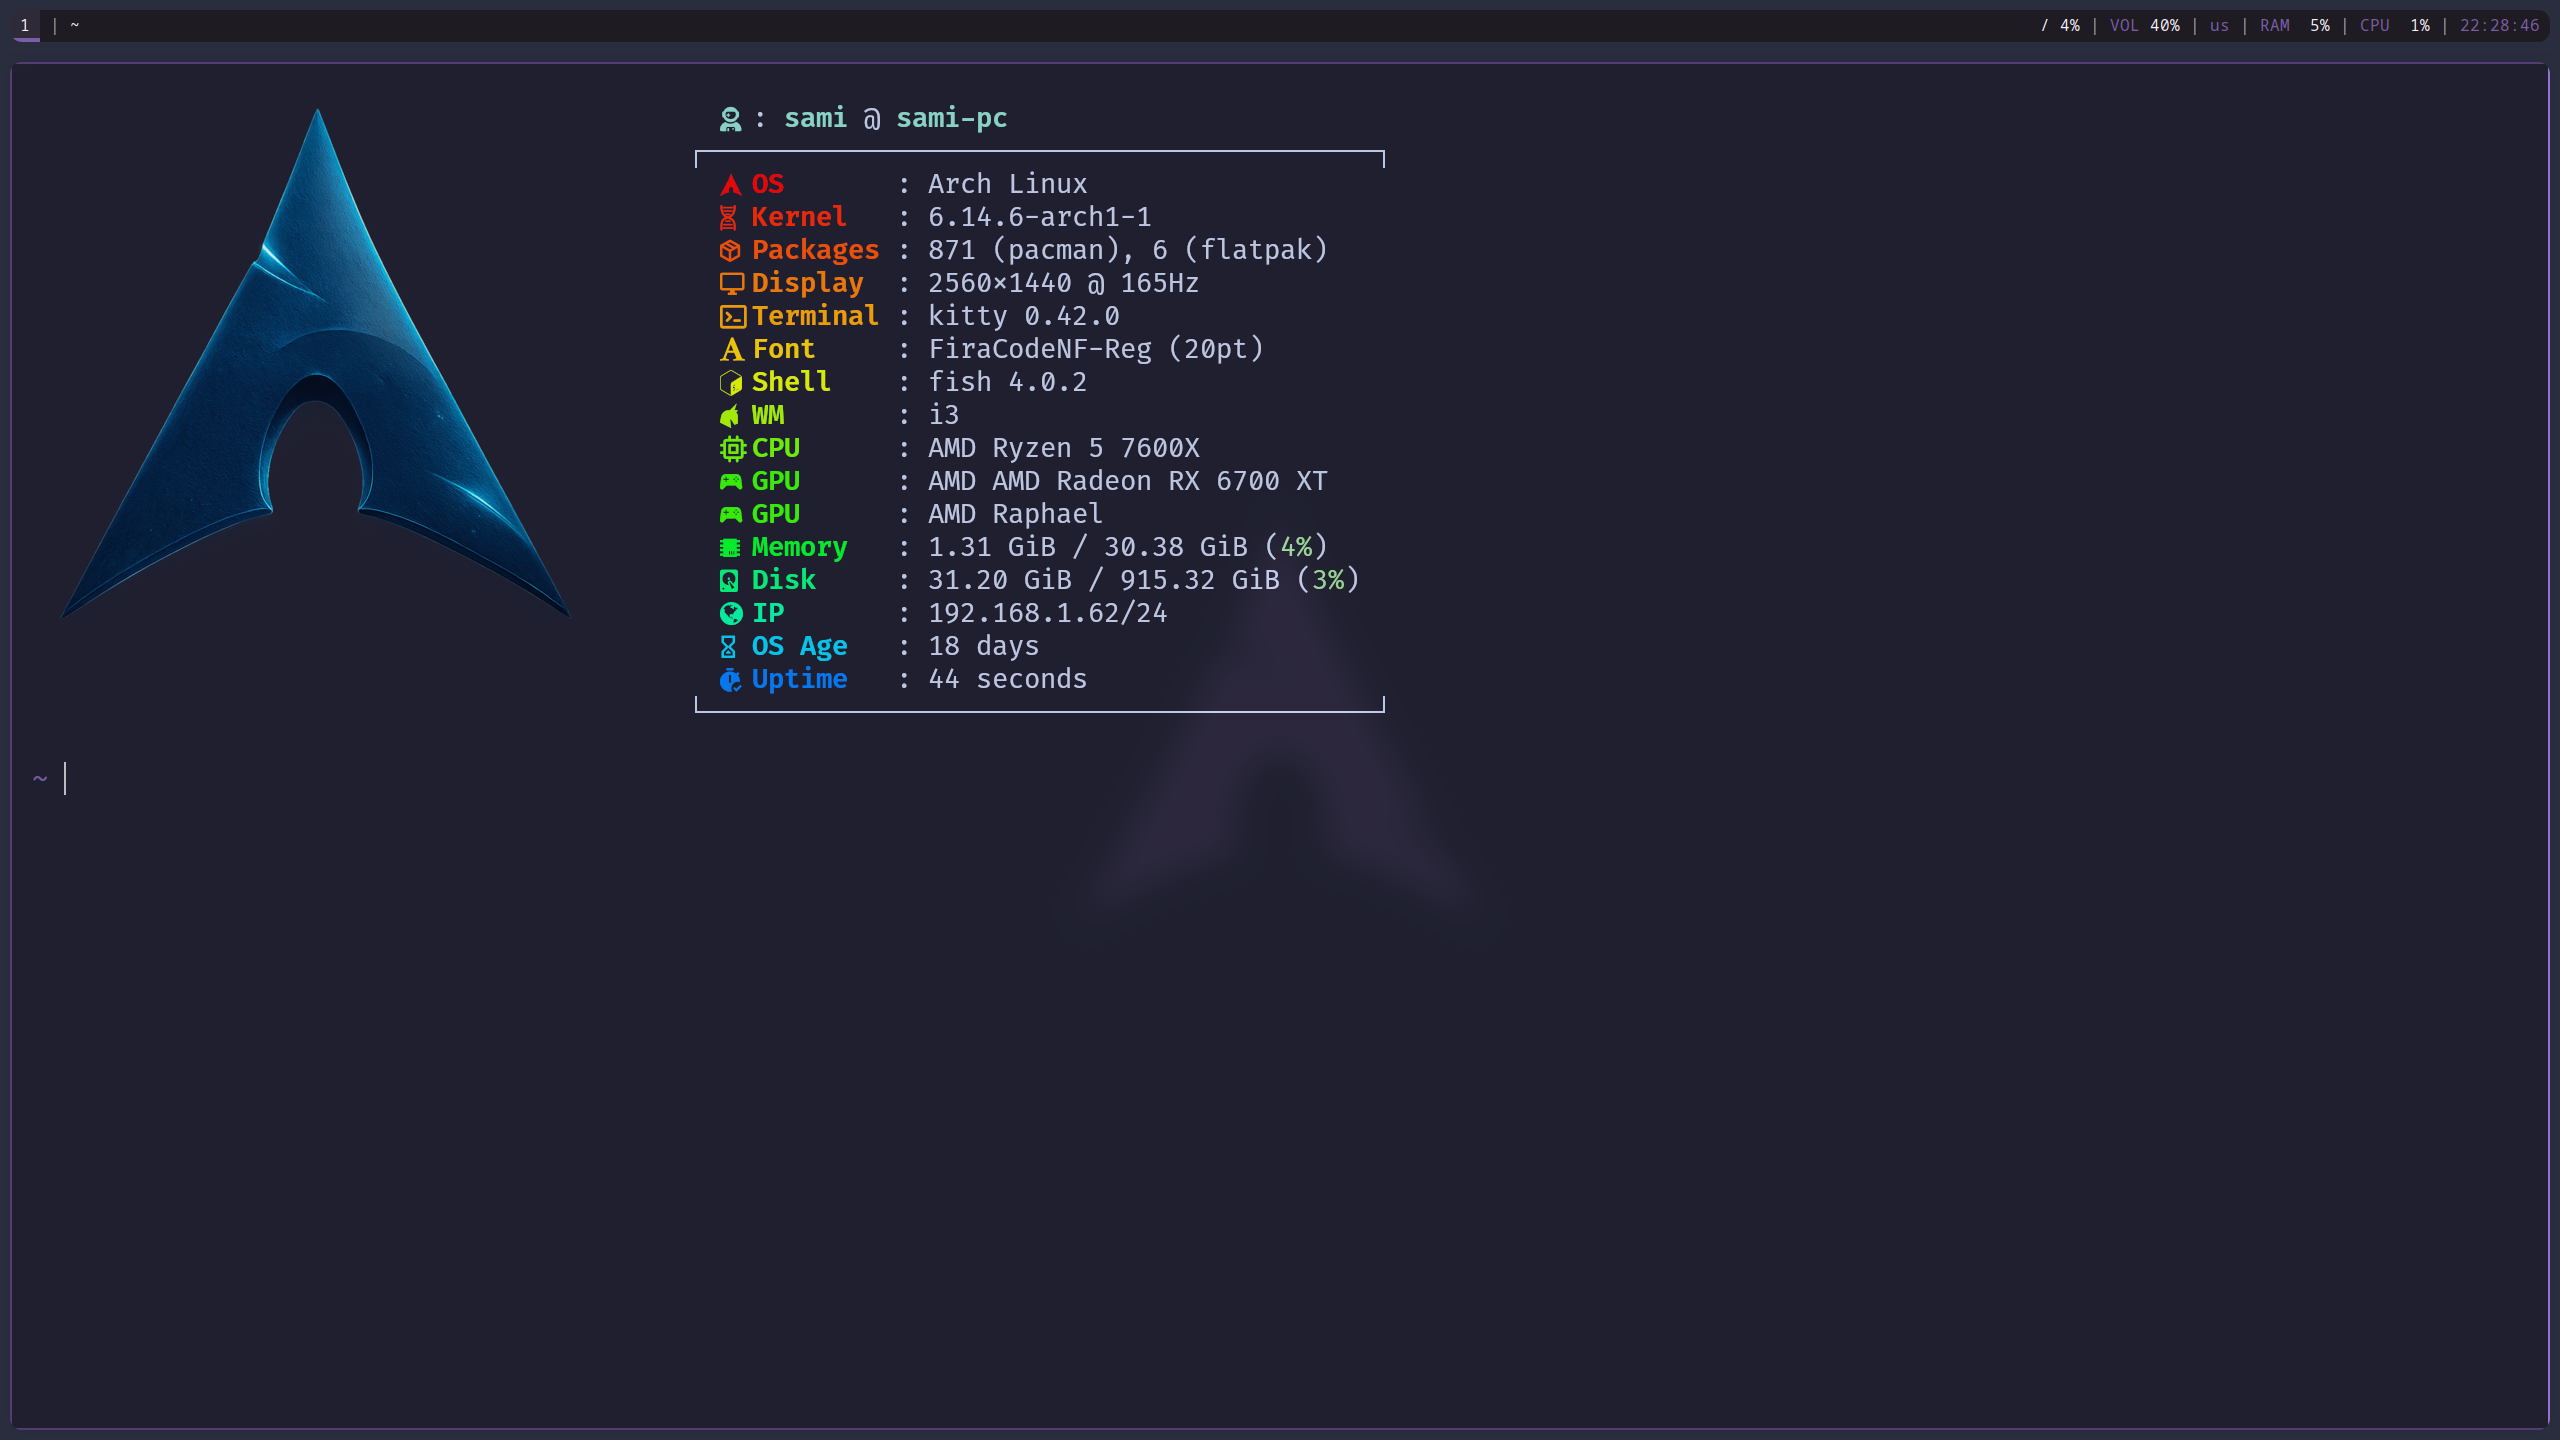 1 | ~ / 4% | VOL 40% | us | RAM 5% | CPU 1% | 22:28:46
: sami @ sami-pc
OS : Arch Linux
Kernel : 6.14.6-arch1-1
Packages : 871 (pacman), 6 (flatpak)
Display : 2560×1440 @ 165Hz
Terminal : kitty 0.42.0
Font : FiraCodeNF-Reg (20pt)
Shell : fish 4.0.2
WM : i3
CPU : AMD Ryzen 5 7600X
GPU : AMD AMD Radeon RX 6700 XT
GPU : AMD Raphael
Memory : 1.31 GiB / 30.38 GiB (4%)
Disk : 31.20 GiB / 915.32 GiB (3%)
IP : 192.168.1.62/24
OS Age : 18 days
Uptime : 44 seconds
~